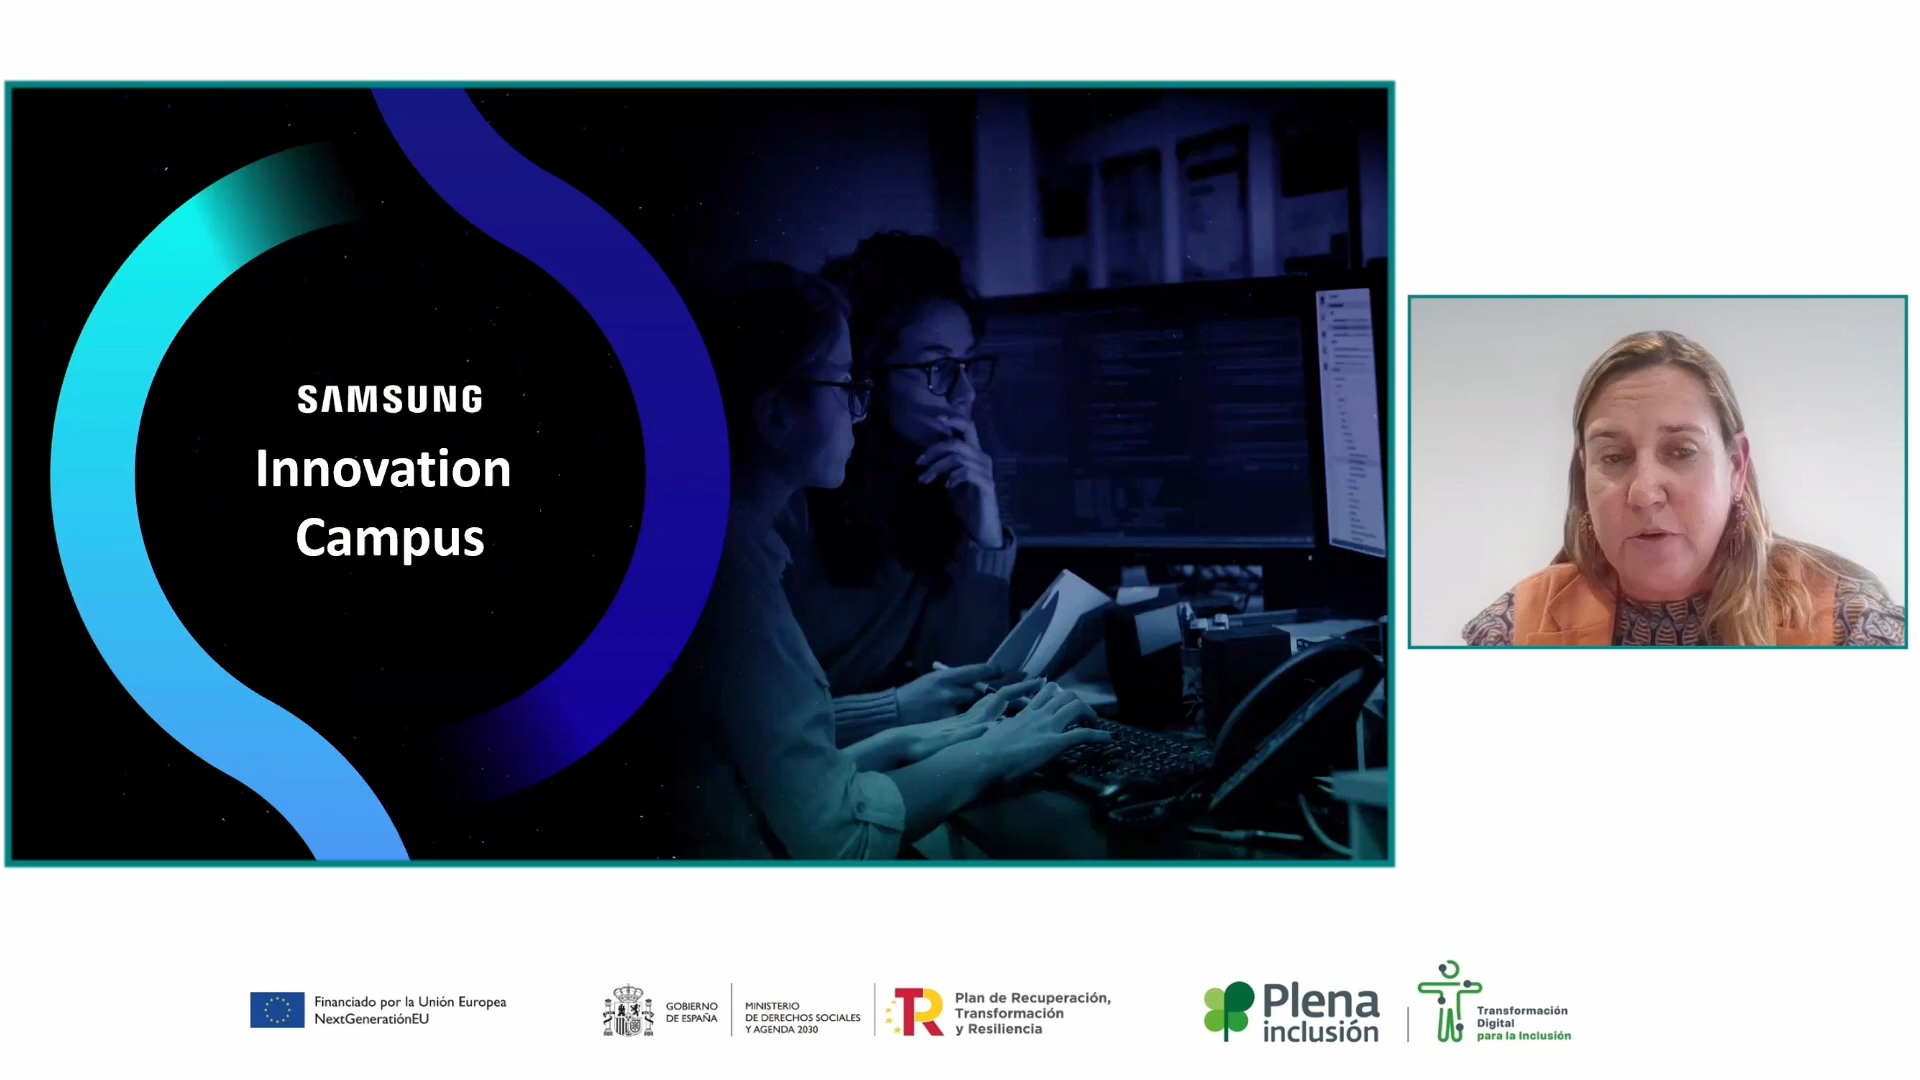 SAMSUNG
Innovation
Campus
Financiado por la Unión Europea
NextGenerationEU
GOBIERNO
DE ESPAÑA
MINISTERIO
DE DERECHOS SOCIALES
Y AGENDA 2030
Plan de Recuperación,
Transformación
y Resiliencia
Plena
inclusión
Transformación
Digital
para la Inclusión